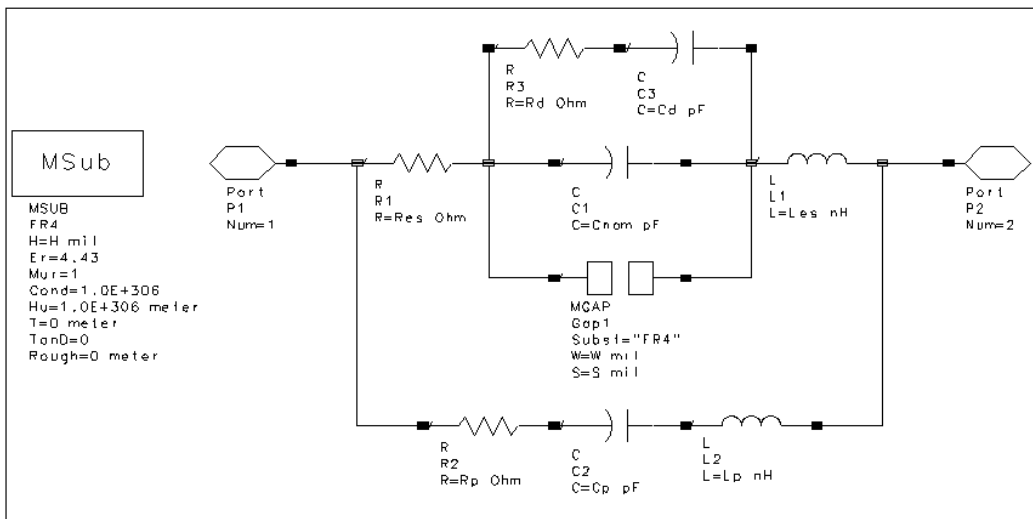 R
R3
R=Rd Ohm
C
C3
C=Cd pF
MSub
MSUB
FR4
H=H mil
Er=4.43
Mur=1
Cond=1.0E+306
Hu=1.0E+306 meter
T=0 meter
TanD=0
Rough=0 meter
Port
P1
Num=1
R
R1
R=Res Ohm
C
C1
C=Cnom pF
L
L1
L=Les nH
Port
P2
Num=2
MGAP
Gap1
Subst="FR4"
W=W mil
S=S mil
R
R2
R=Rp Ohm
C
C2
C=Cp pF
L
L2
L=Lp nH